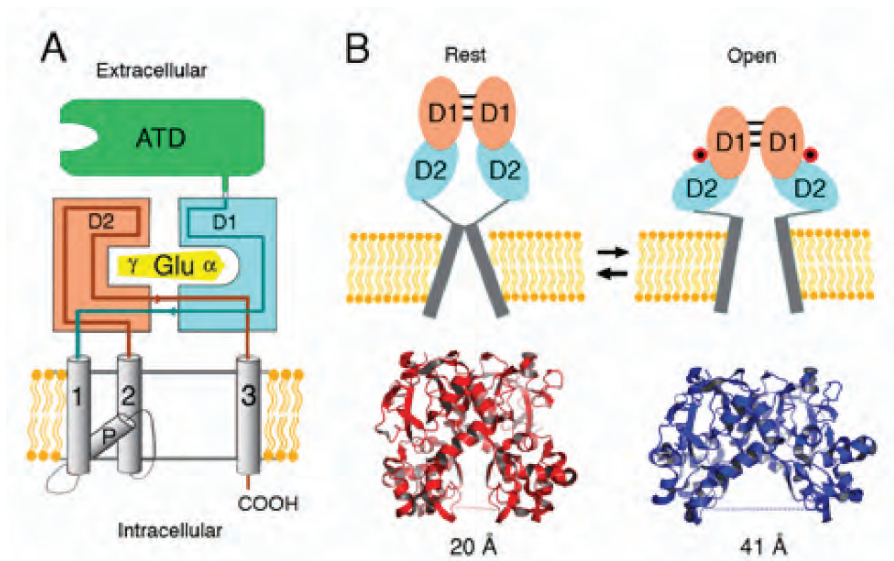 A
Extracellular
ATD
D2
D1
γ Glu α
1
2
3
P
COOH
Intracellular
B
Rest
Open
D1 D1
D2 D2
D1 D1
D2 D2
20 Å
41 Å